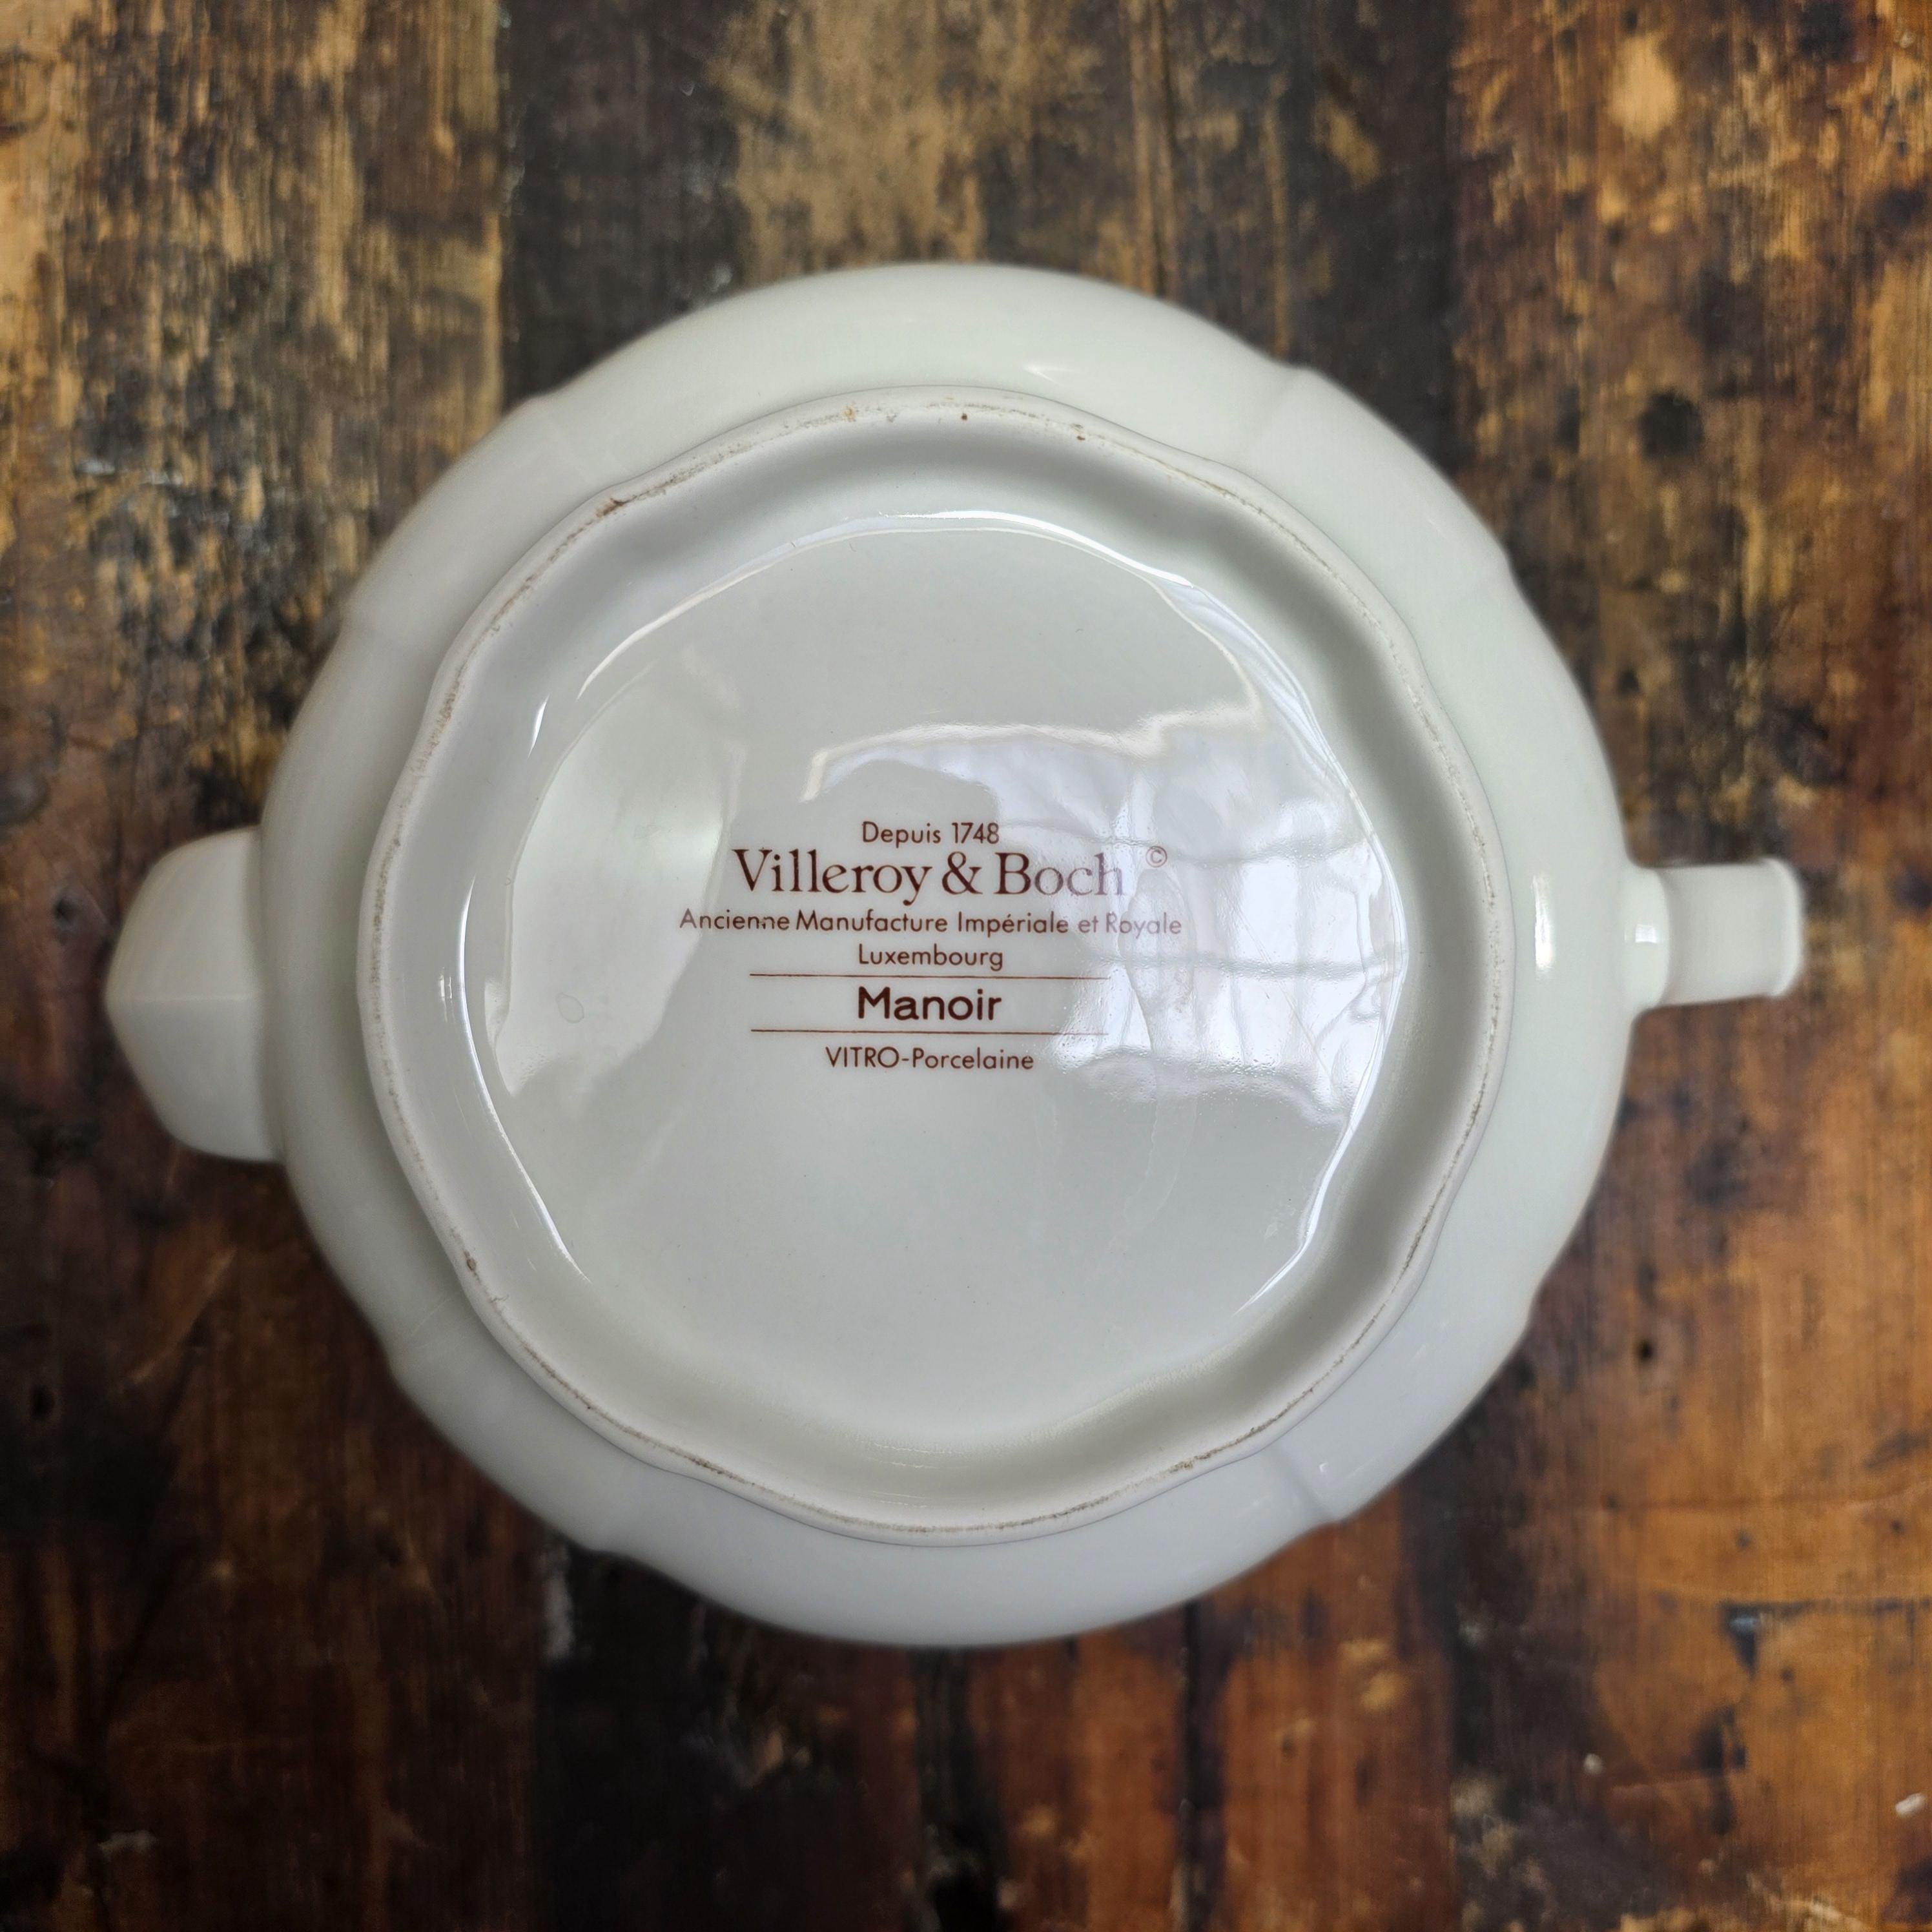 Depuis 1748
Villeroy & Boch ©
Ancienne Manufacture Impériale et Royale
Luxembourg
Manoir
VITRO-Porcelaine